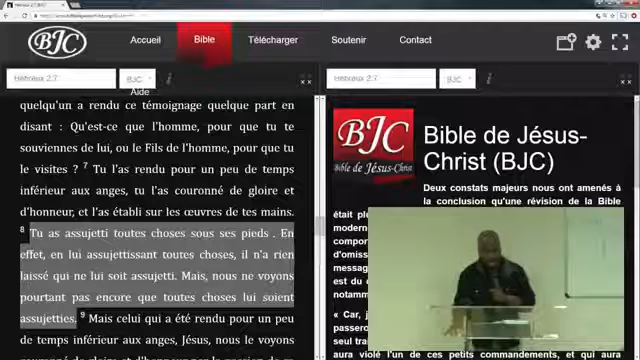 BJC
Accueil
Bible
Télécharger
Soutenir
Contact
Hébreux 2.7
BJC
Aide
Hébreux 2.7
BJC
quelqu'un a rendu ce témoignage quelque part en
disant : Qu'est-ce que l'homme, pour que tu te
souviennes de lui, ou le Fils de l'homme, pour que tu
le visites ? 7 Tu l'as rendu pour un peu de temps
inférieur aux anges, tu l'as couronné de gloire et
d'honneur, et l'as établi sur les œuvres de tes mains.
8 Tu as assujetti toutes choses sous ses pieds . En
effet, en lui assujettissant toutes choses, il n'a rien
laissé qui ne lui soit assujetti. Mais, nous ne voyons
pourtant pas encore que toutes choses lui soient
assujetties. 9 Mais celui qui a été rendu pour un peu
de temps inférieur aux anges, Jésus, nous le voyons
BJC
Bible de Jésus-Christ
Bible de Jésus-
Christ (BJC)
Deux constats majeurs nous ont amenés à
la conclusion qu'une révision de la Bible
était
modern
compor
d'omiss
messag
est du
notamm
« Car, j
passero
seul tra
aura violé l'un de ces petits commandements, et qui aura